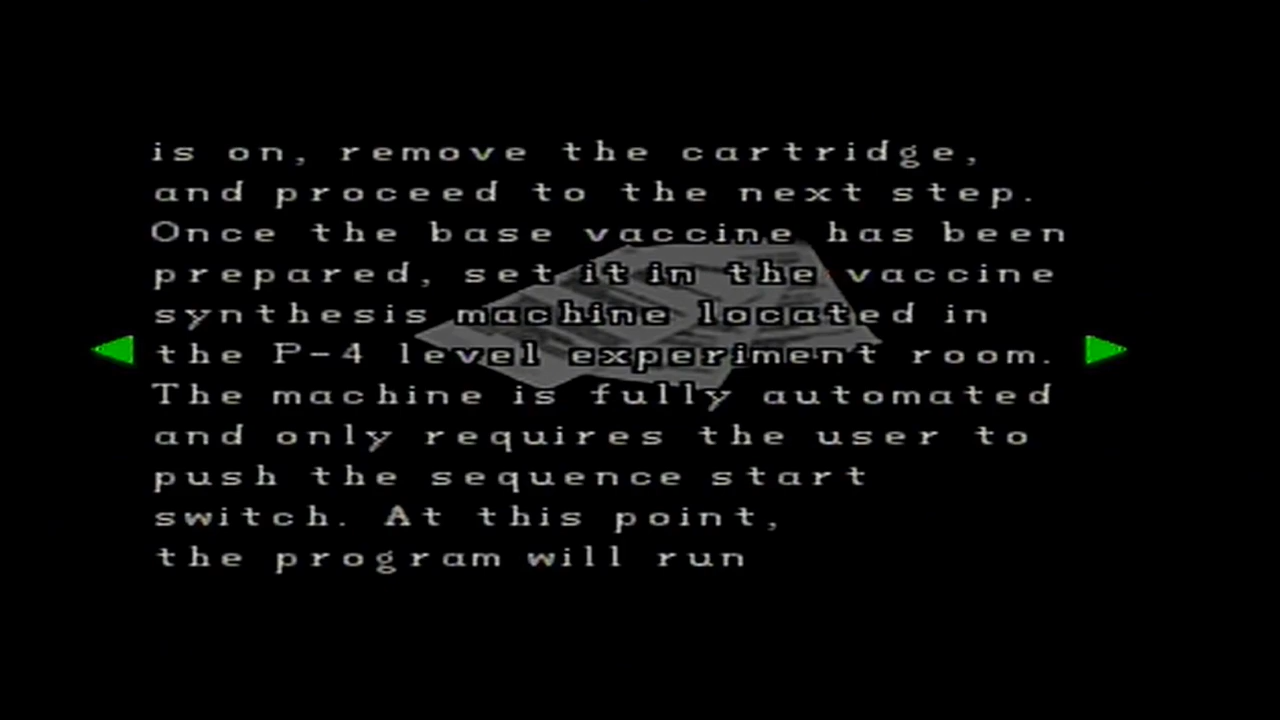 is on, remove the cartridge,
and proceed to the next step.
Once the base vaccine has been
prepared, set it in the vaccine
synthesis machine located in
the P-4 level experiment room.
The machine is fully automated
and only requires the user to
push the sequence start
switch. At this point,
the program will run